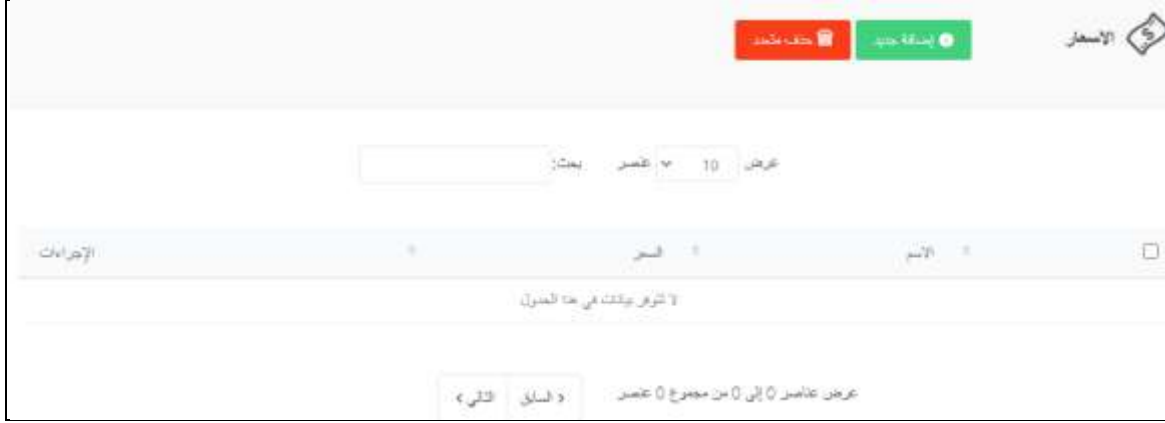 الاسعار
إضافة جديد
حذف متعدد
عرض 10 عنصر بحث:
الاسم السعر الإجراءات
لا تتوفر بيانات في هذا الجدول
عرض عناصر 0 إلى 0 من مجموع 0 عنصر
السابق التالي